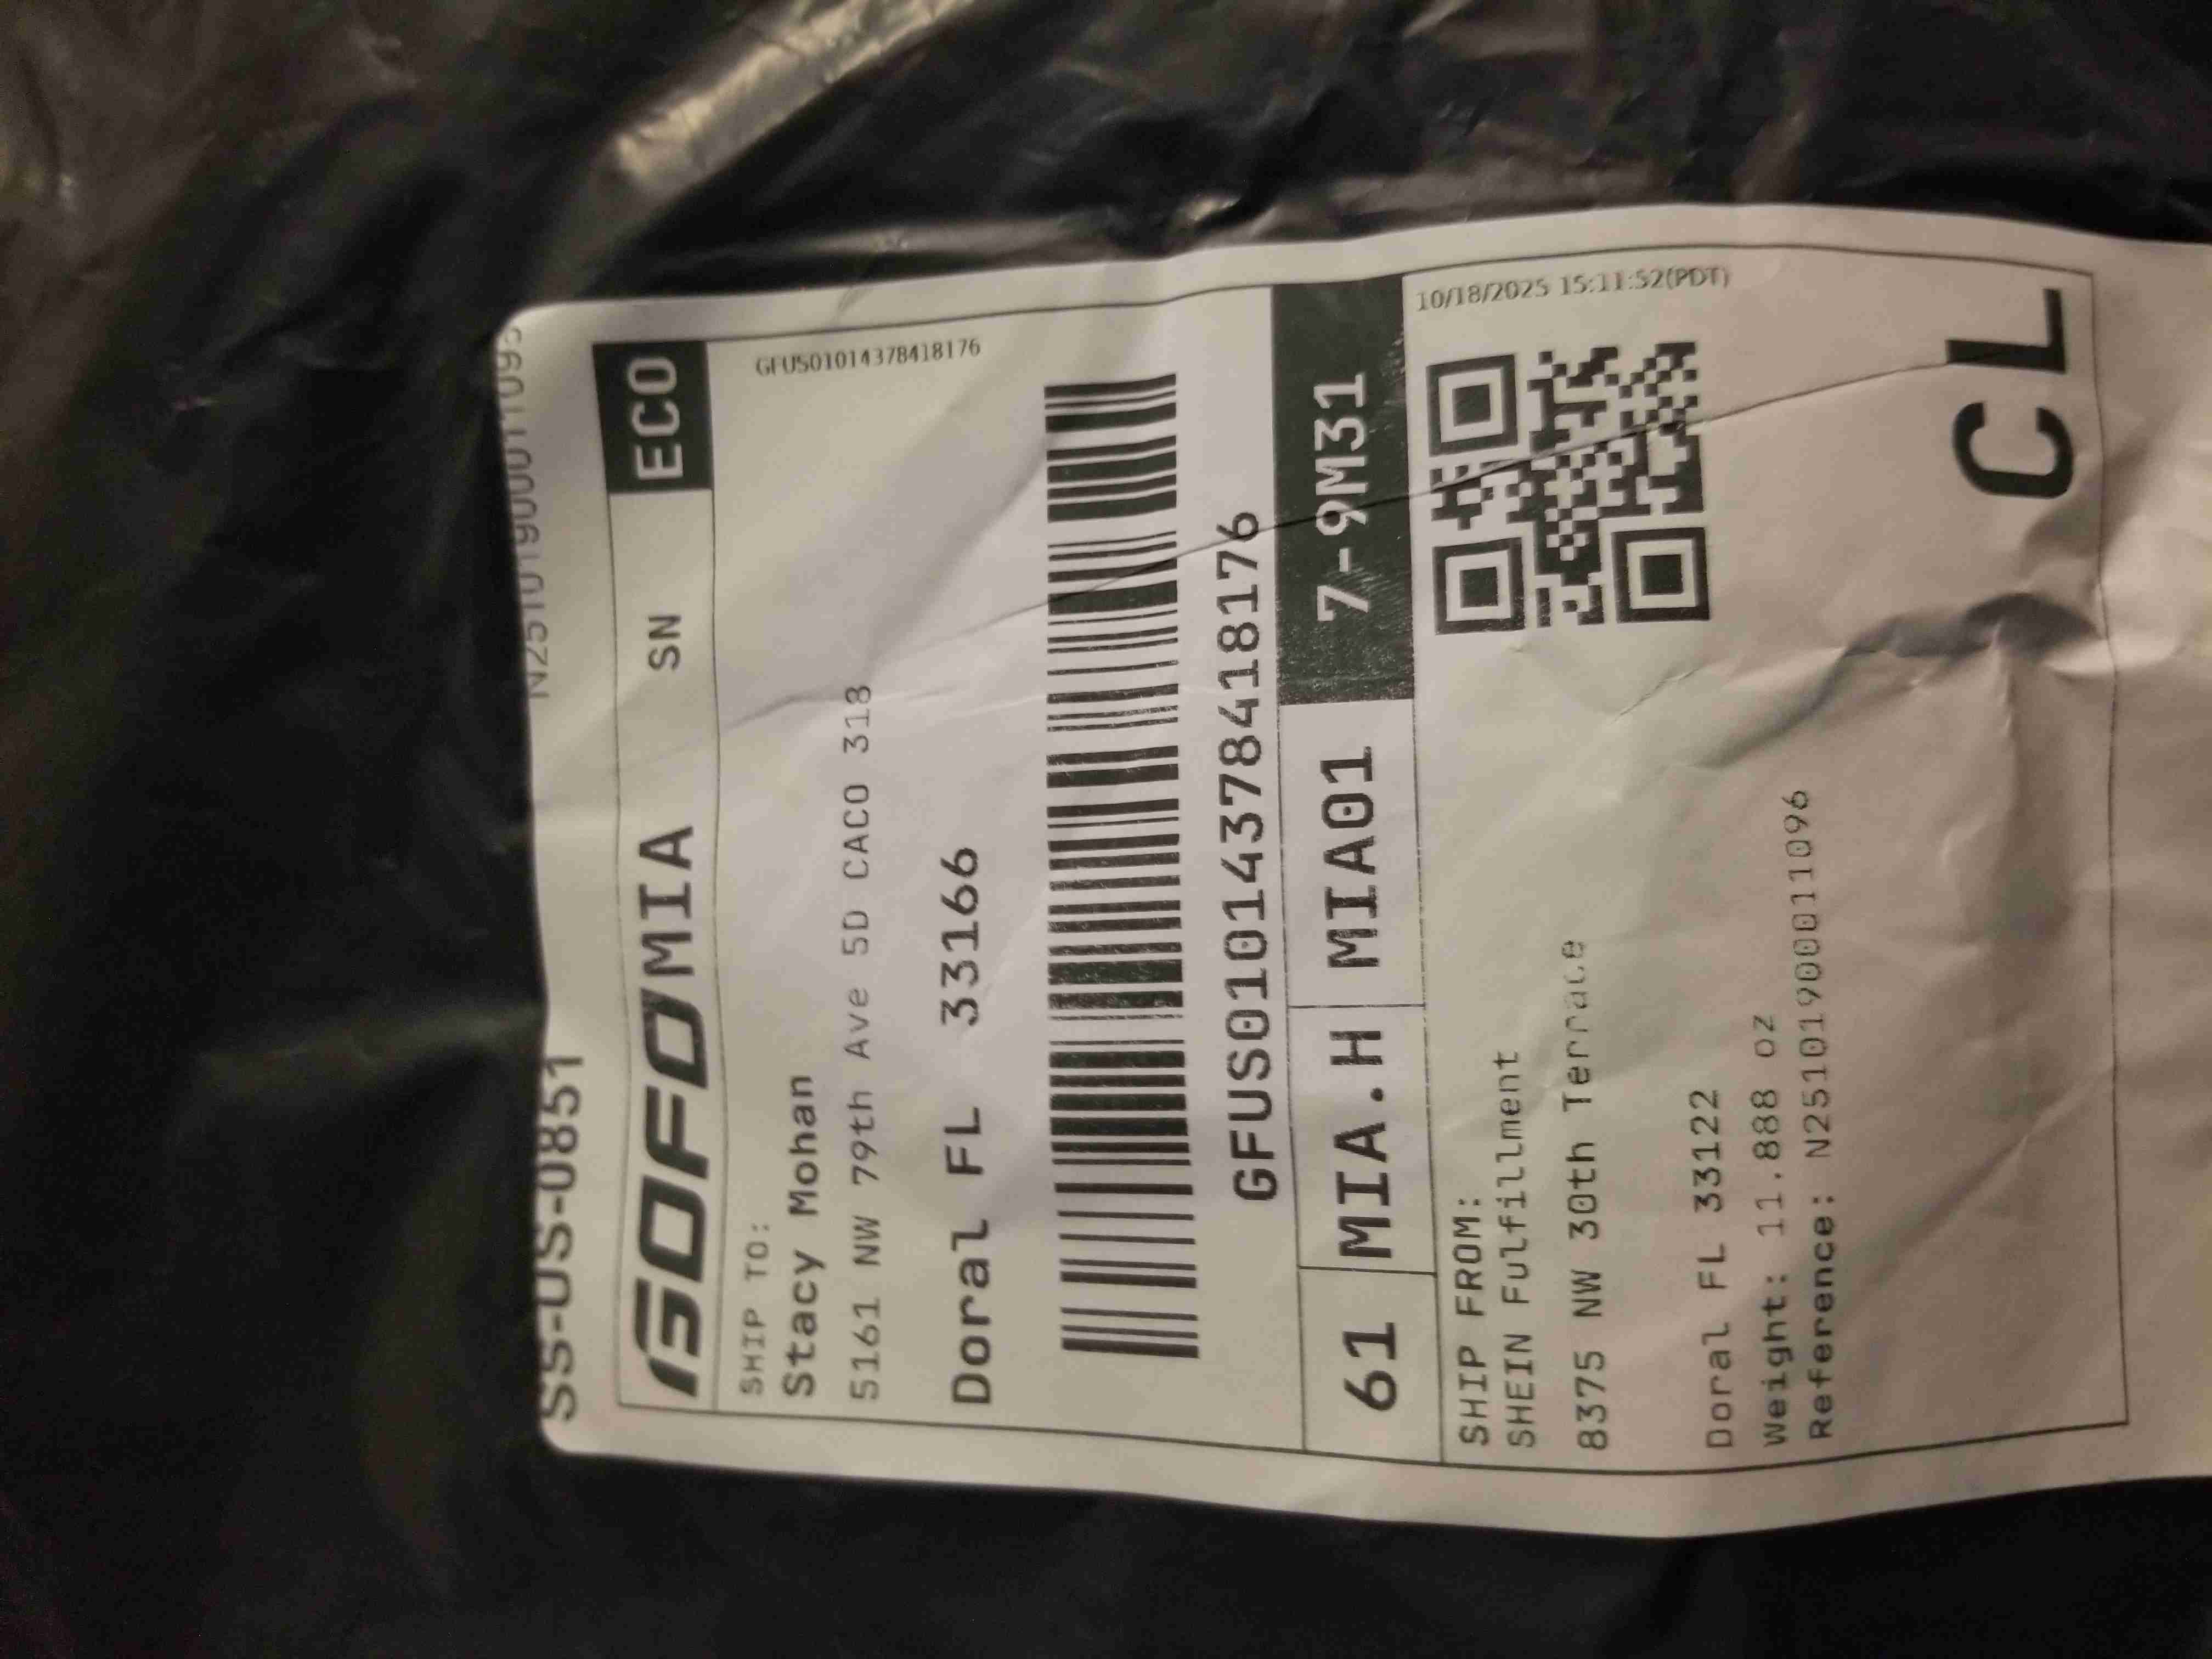 SS-US-0851
GOFO MIA SN ECO
GFUS01014378418176
SHIP TO:
Stacy Mohan
5161 NW 79th Ave 5D CACO 318
Doral FL 33166
GFUS01014378418176
61 MIA.H MIA01 7-9M31
10/18/2025 15:11:52(PDT)
SHIP FROM:
SHEIN Fulfillment
8375 NW 30th Terrace
Doral FL 33122
Weight: 11.888 oz
Reference: N251019000011096
CL